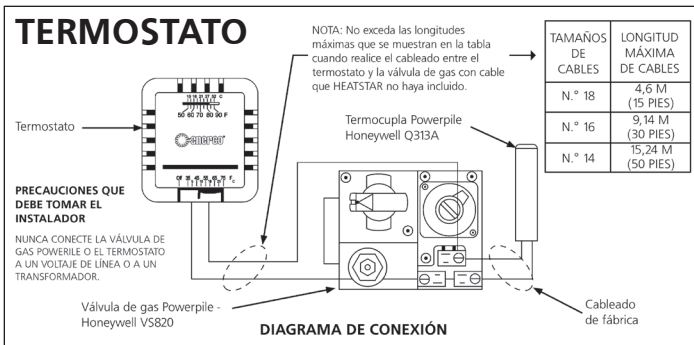 TERMOSTATO
NOTA: No exceda las longitudes
máximas que se muestran en la tabla
cuando realice el cableado entre el
termostato y la válvula de gas con cable
que HEATSTAR no haya incluido.
TAMAÑOS
DE
CABLES
LONGITUD
MÁXIMA
DE CABLES
N.° 18
4,6 M
(15 PIES)
N.° 16
9,14 M
(30 PIES)
N.° 14
15,24 M
(50 PIES)
Termostato
50 60 70 80 90 F
enerco
Termocupla Powerpile
Honeywell Q313A
PRECAUCIONES QUE
DEBE TOMAR EL
INSTALADOR
NUNCA CONECTE LA VÁLVULA DE
GAS POWERILE O EL TERMOSTATO
A UN VOLTAJE DE LÍNEA O A UN
TRANSFORMADOR.
Válvula de gas Powerpile -
Honeywell VS820
Cableado
de fábrica
DIAGRAMA DE CONEXIÓN